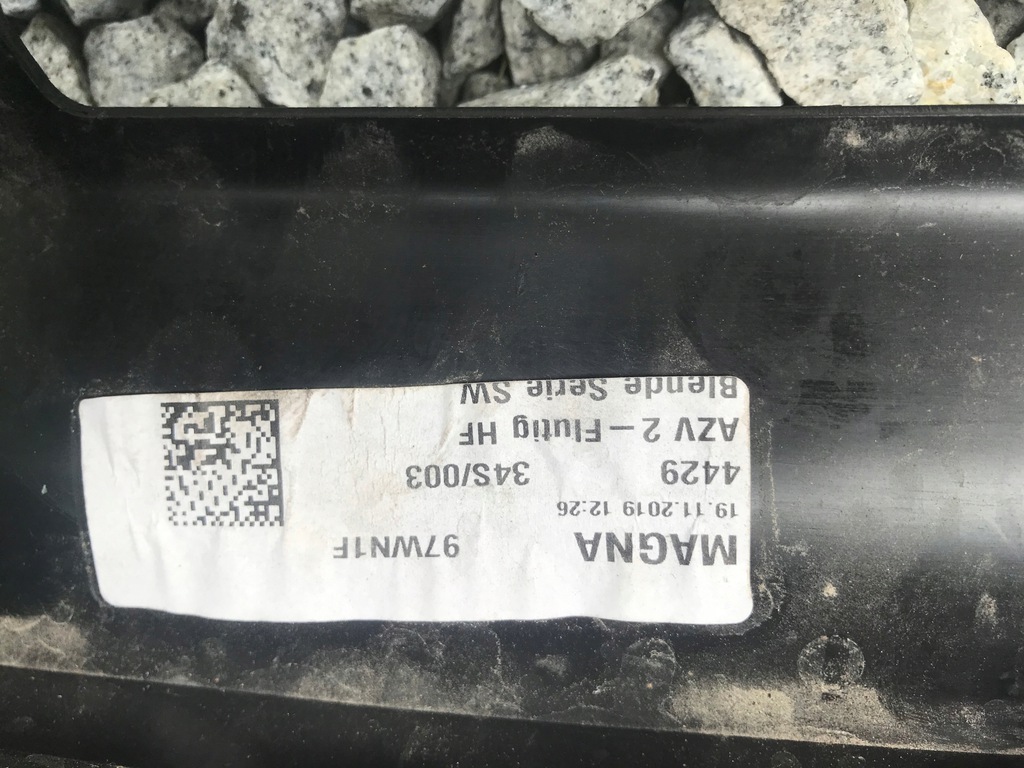 MAGNA 97WN1F
19.11.2019 12:26
4429 34S/003
AZV 2 – Flutig HF
Blende Serie SW